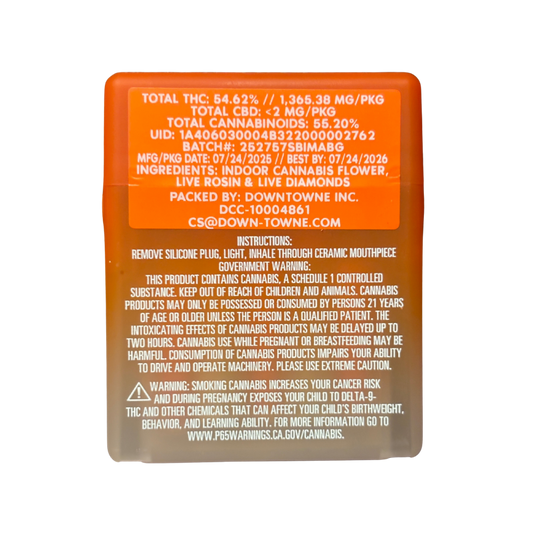 TOTAL THC: 54.62% // 1,365.38 MG/PKG
TOTAL CBD: <2 MG/PKG
TOTAL CANNABINOIDS: 55.20%
UID: 1A406030004B322000002762
BATCH#: 252757SBIMABG
MFG/PKG DATE: 07/24/2025 // BEST BY: 07/24/2026
INGREDIENTS: INDOOR CANNABIS FLOWER,
LIVE ROSIN & LIVE DIAMONDS
PACKED BY: DOWNTOWNE INC.
DCC-10004861
CS@DOWN-TOWNE.COM
INSTRUCTIONS:
REMOVE SILICONE PLUG, LIGHT, INHALE THROUGH CERAMIC MOUTHPIECE
GOVERNMENT WARNING:
THIS PRODUCT CONTAINS CANNABIS, A SCHEDULE 1 CONTROLLED
SUBSTANCE. KEEP OUT OF REACH OF CHILDREN AND ANIMALS. CANNABIS
PRODUCTS MAY ONLY BE POSSESSED OR CONSUMED BY PERSONS 21 YEARS
OF AGE OR OLDER UNLESS THE PERSON IS A QUALIFIED PATIENT. THE
INTOXICATING EFFECTS OF CANNABIS PRODUCTS MAY BE DELAYED UP TO
TWO HOURS. CANNABIS USE WHILE PREGNANT OR BREASTFEEDING MAY BE
HARMFUL. CONSUMPTION OF CANNABIS PRODUCTS IMPAIRS YOUR ABILITY
TO DRIVE AND OPERATE MACHINERY. PLEASE USE EXTREME CAUTION.
WARNING: SMOKING CANNABIS INCREASES YOUR CANCER RISK
AND DURING PREGNANCY EXPOSES YOUR CHILD TO DELTA-9-
THC AND OTHER CHEMICALS THAT CAN AFFECT YOUR CHILD'S BIRTHWEIGHT,
BEHAVIOR, AND LEARNING ABILITY. FOR MORE INFORMATION GO TO
WWW.P65WARNINGS.CA.GOV/CANNABIS.